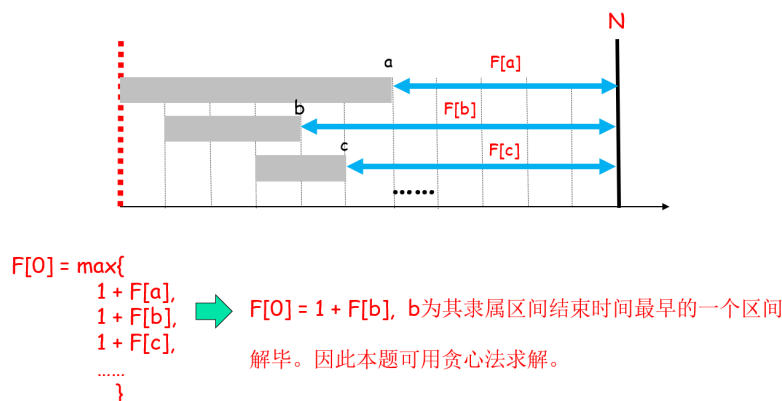 N
a
F[a]
b
F[b]
c
F[c]
......
F[0] = max{
1 + F[a],
1 + F[b],
1 + F[c],
......
}
F[0] = 1 + F[b], b为其隶属区间结束时间最早的一个区间
解毕。因此本题可用贪心法求解。